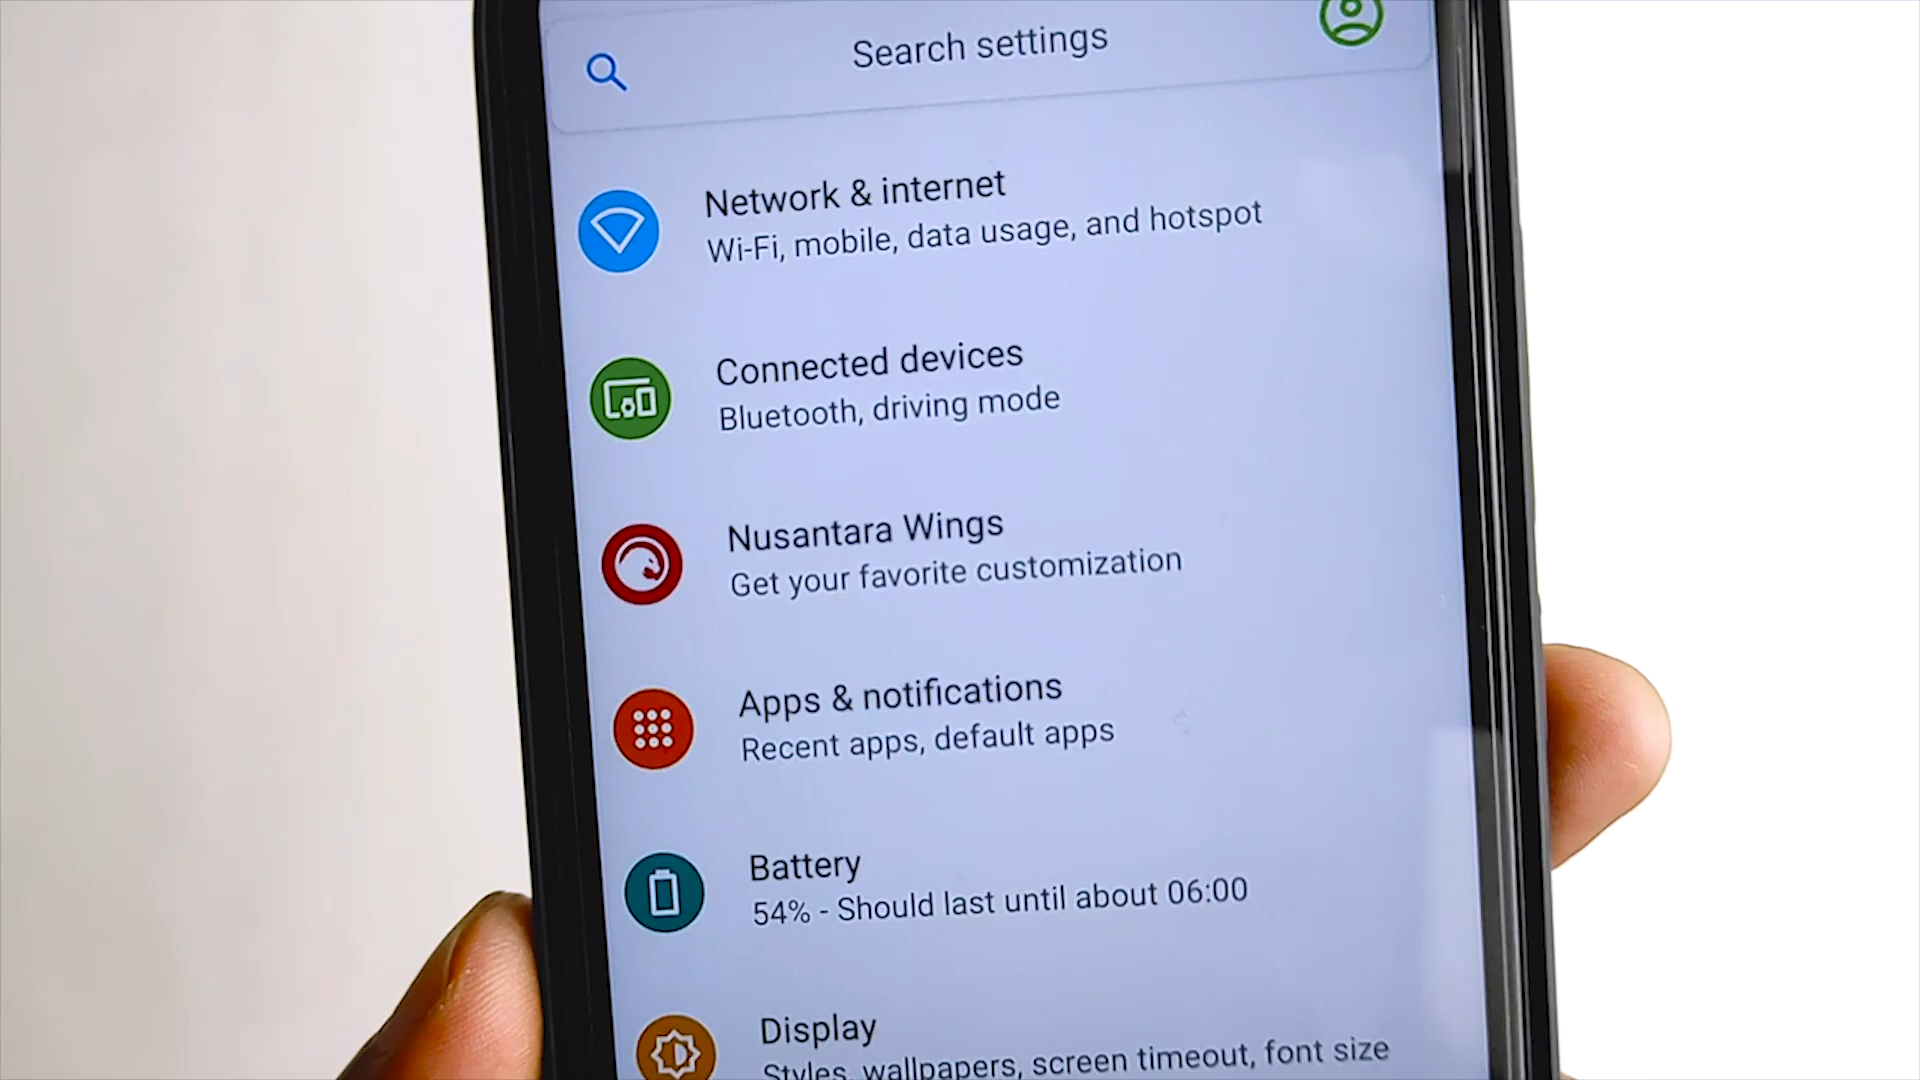 Search settings
Network & internet
Wi-Fi, mobile, data usage, and hotspot
Connected devices
Bluetooth, driving mode
Nusantara Wings
Get your favorite customization
Apps & notifications
Recent apps, default apps
Battery
54% - Should last until about 06:00
Display
Styles, wallpapers, screen timeout, font size